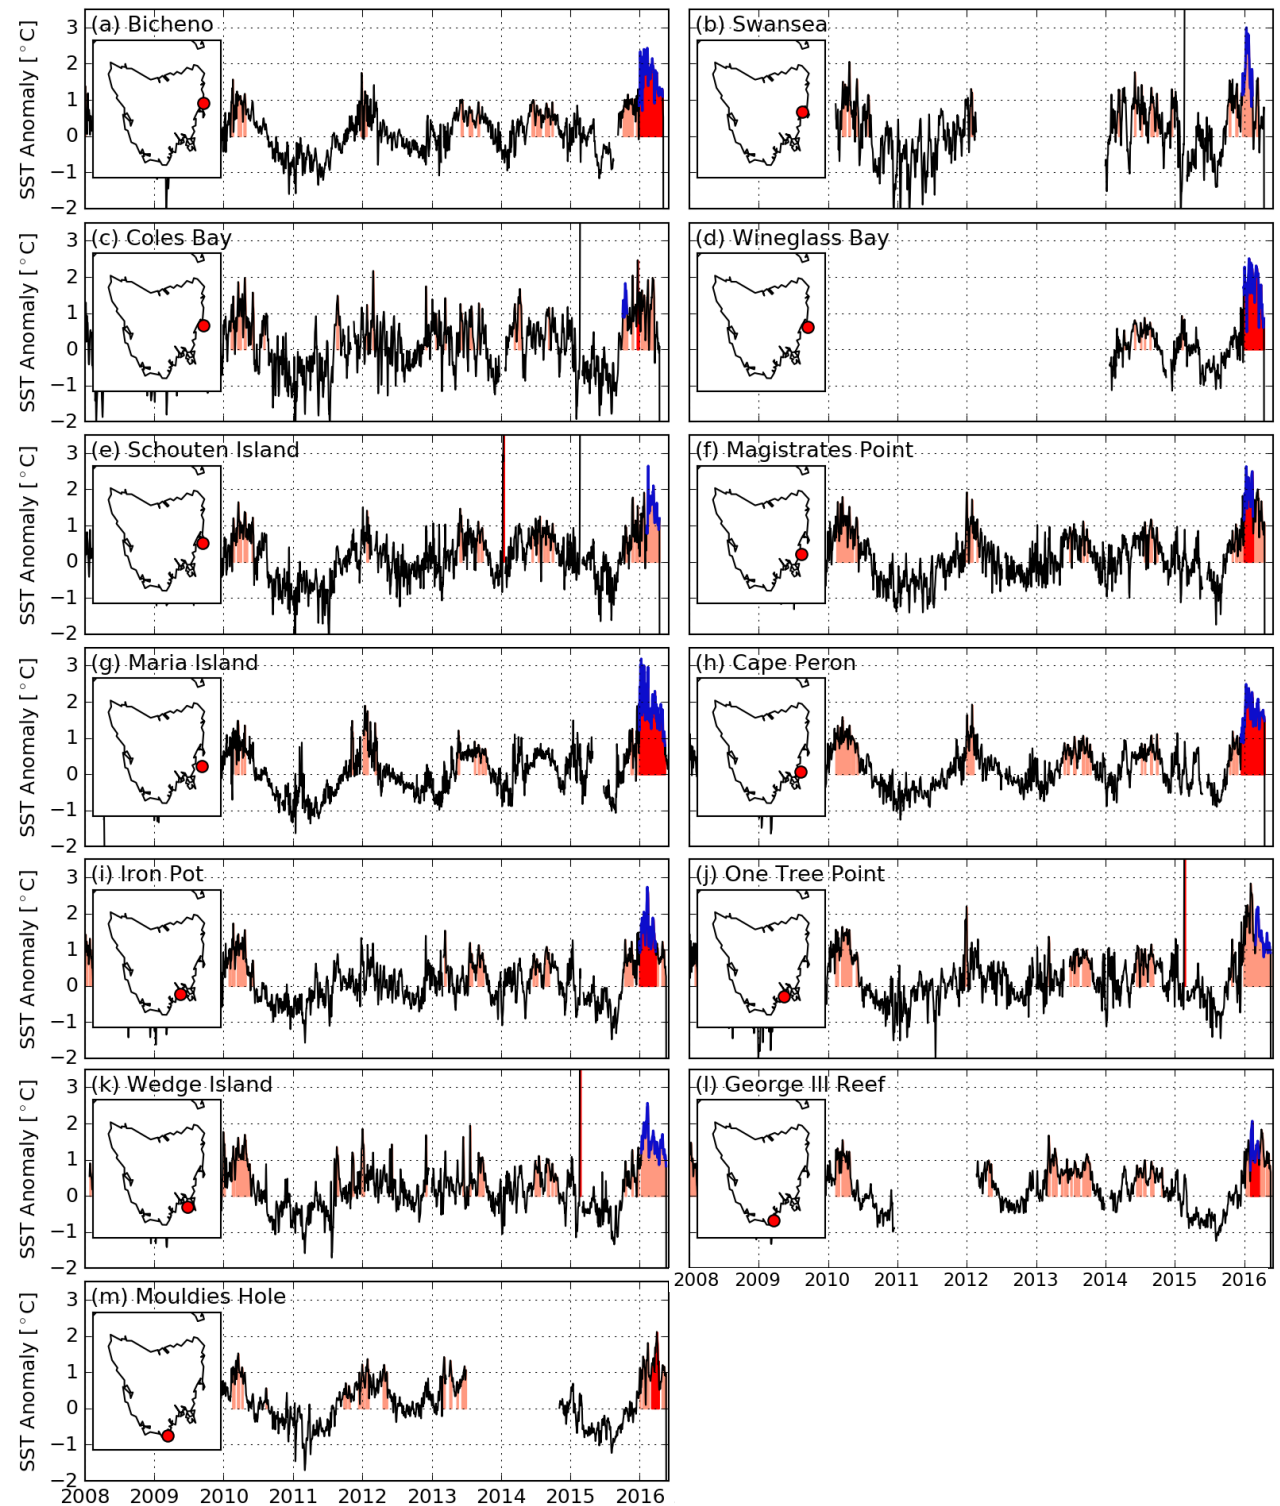 (a) Bicheno
(b) Swansea
SST Anomaly [°C]
3
2
1
0
−1
−2
(c) Coles Bay
(d) Wineglass Bay
SST Anomaly [°C]
3
2
1
0
−1
−2
(e) Schouten Island
(f) Magistrates Point
SST Anomaly [°C]
3
2
1
0
−1
−2
(g) Maria Island
(h) Cape Peron
SST Anomaly [°C]
3
2
1
0
−1
−2
(i) Iron Pot
(j) One Tree Point
SST Anomaly [°C]
3
2
1
0
−1
−2
(k) Wedge Island
(l) George III Reef
SST Anomaly [°C]
3
2
1
0
−1
−2
2008 2009 2010 2011 2012 2013 2014 2015 2016
(m) Mouldies Hole
SST Anomaly [°C]
3
2
1
0
−1
−2
2008 2009 2010 2011 2012 2013 2014 2015 2016